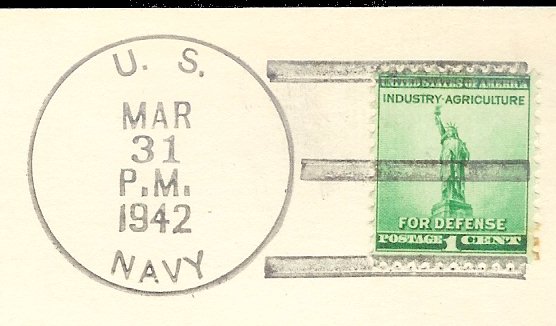 U. S.
MAR
31
P.M.
1942
NAVY
UNITED STATES OF AMERICA
INDUSTRY·AGRICULTURE
FOR DEFENSE
POSTAGE 1 CENT